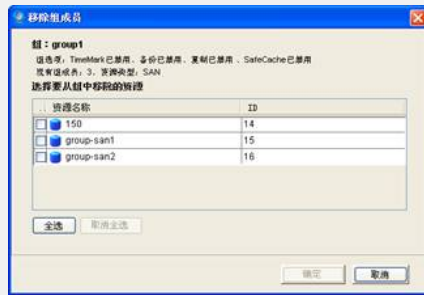 移除组成员
组：group1
组选项：TimeMark已禁用、备份已禁用、复制已禁用、SafeCache已禁用
现有组成员：3，资源类型：SAN
选择要从组中移除的资源
资源名称 ID
150 14
group-san1 15
group-san2 16
全选 取消全选
确定 取消